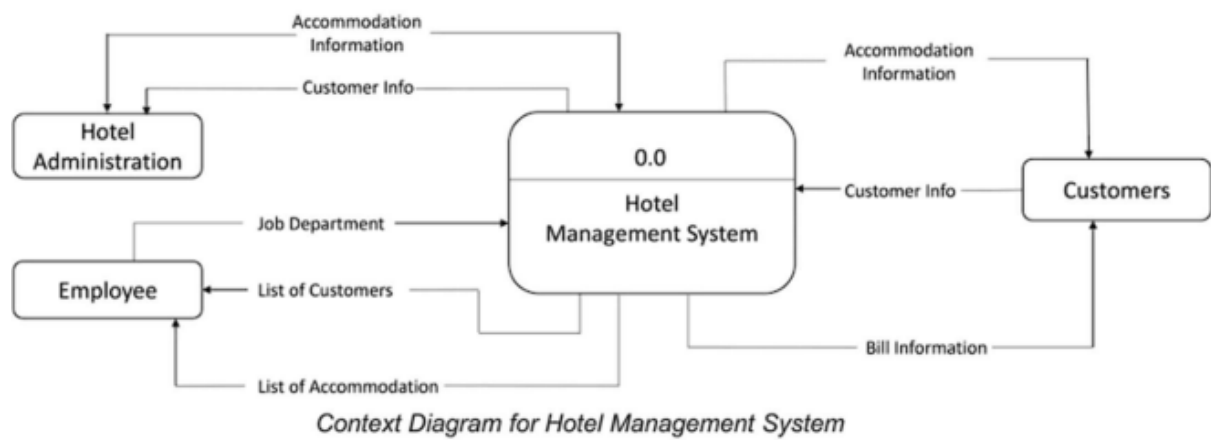 Accommodation
Information
Accommodation
Information
Customer Info
Hotel
Administration
0.0
Hotel
Management System
Customer Info
Customers
Job Department
Employee
List of Customers
Bill Information
List of Accommodation
Context Diagram for Hotel Management System